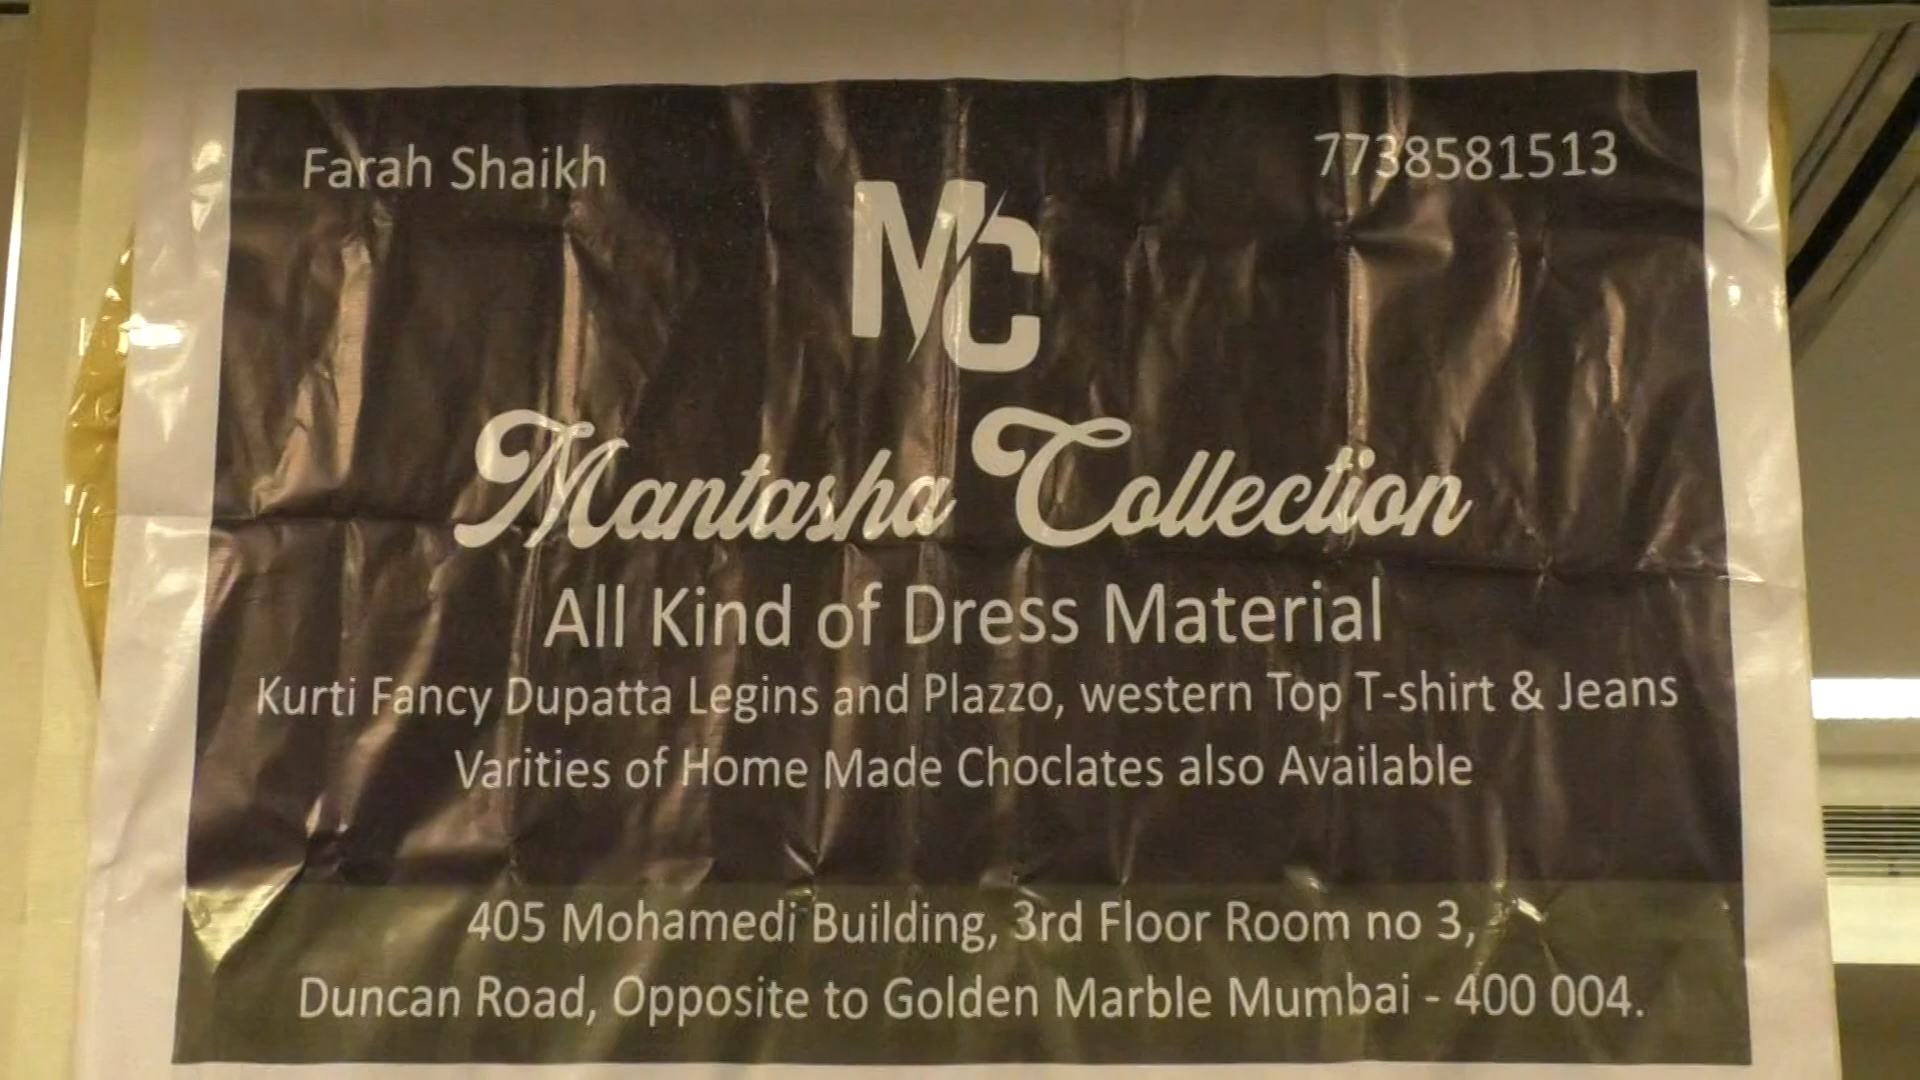 Farah Shaikh
7738581513
MC
Mantasha Collection
All Kind of Dress Material
Kurti Fancy Dupatta Legins and Plazzo, western Top T-shirt & Jeans
Varities of Home Made Choclates also Available
405 Mohamedi Building, 3rd Floor Room no 3,
Duncan Road, Opposite to Golden Marble Mumbai - 400 004.